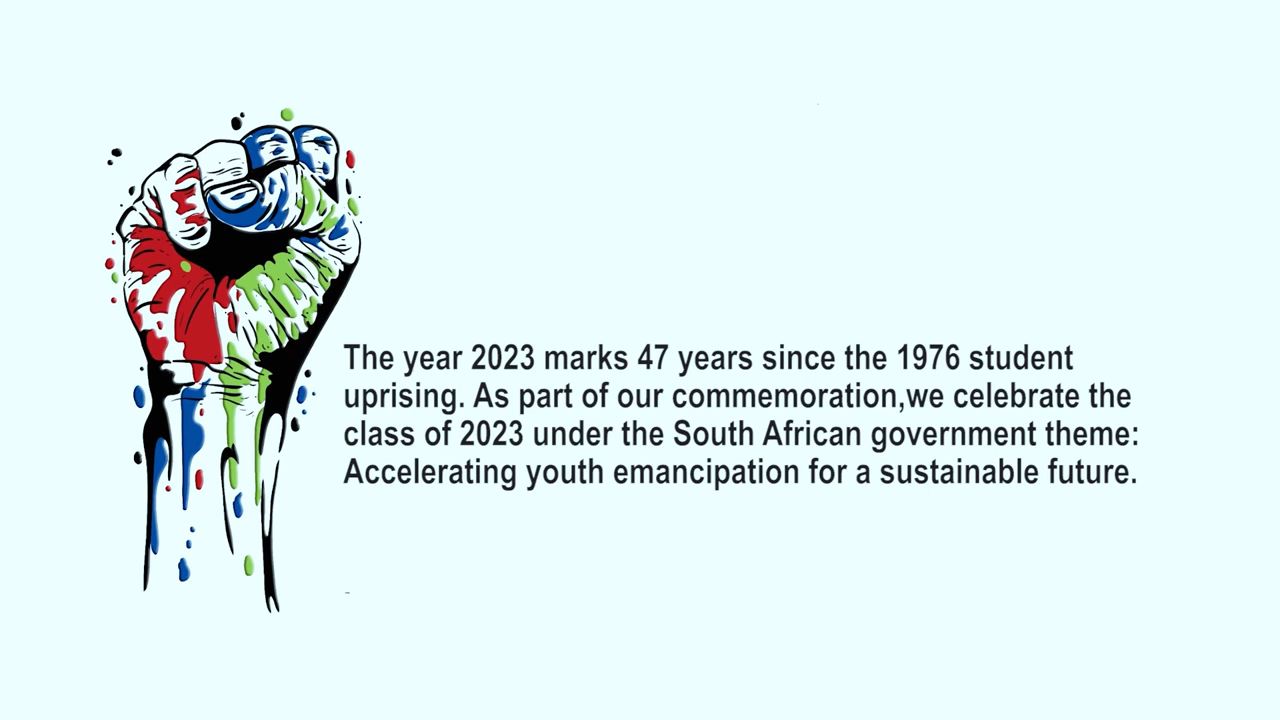 The year 2023 marks 47 years since the 1976 student
uprising. As part of our commemoration,we celebrate the
class of 2023 under the South African government theme:
Accelerating youth emancipation for a sustainable future.